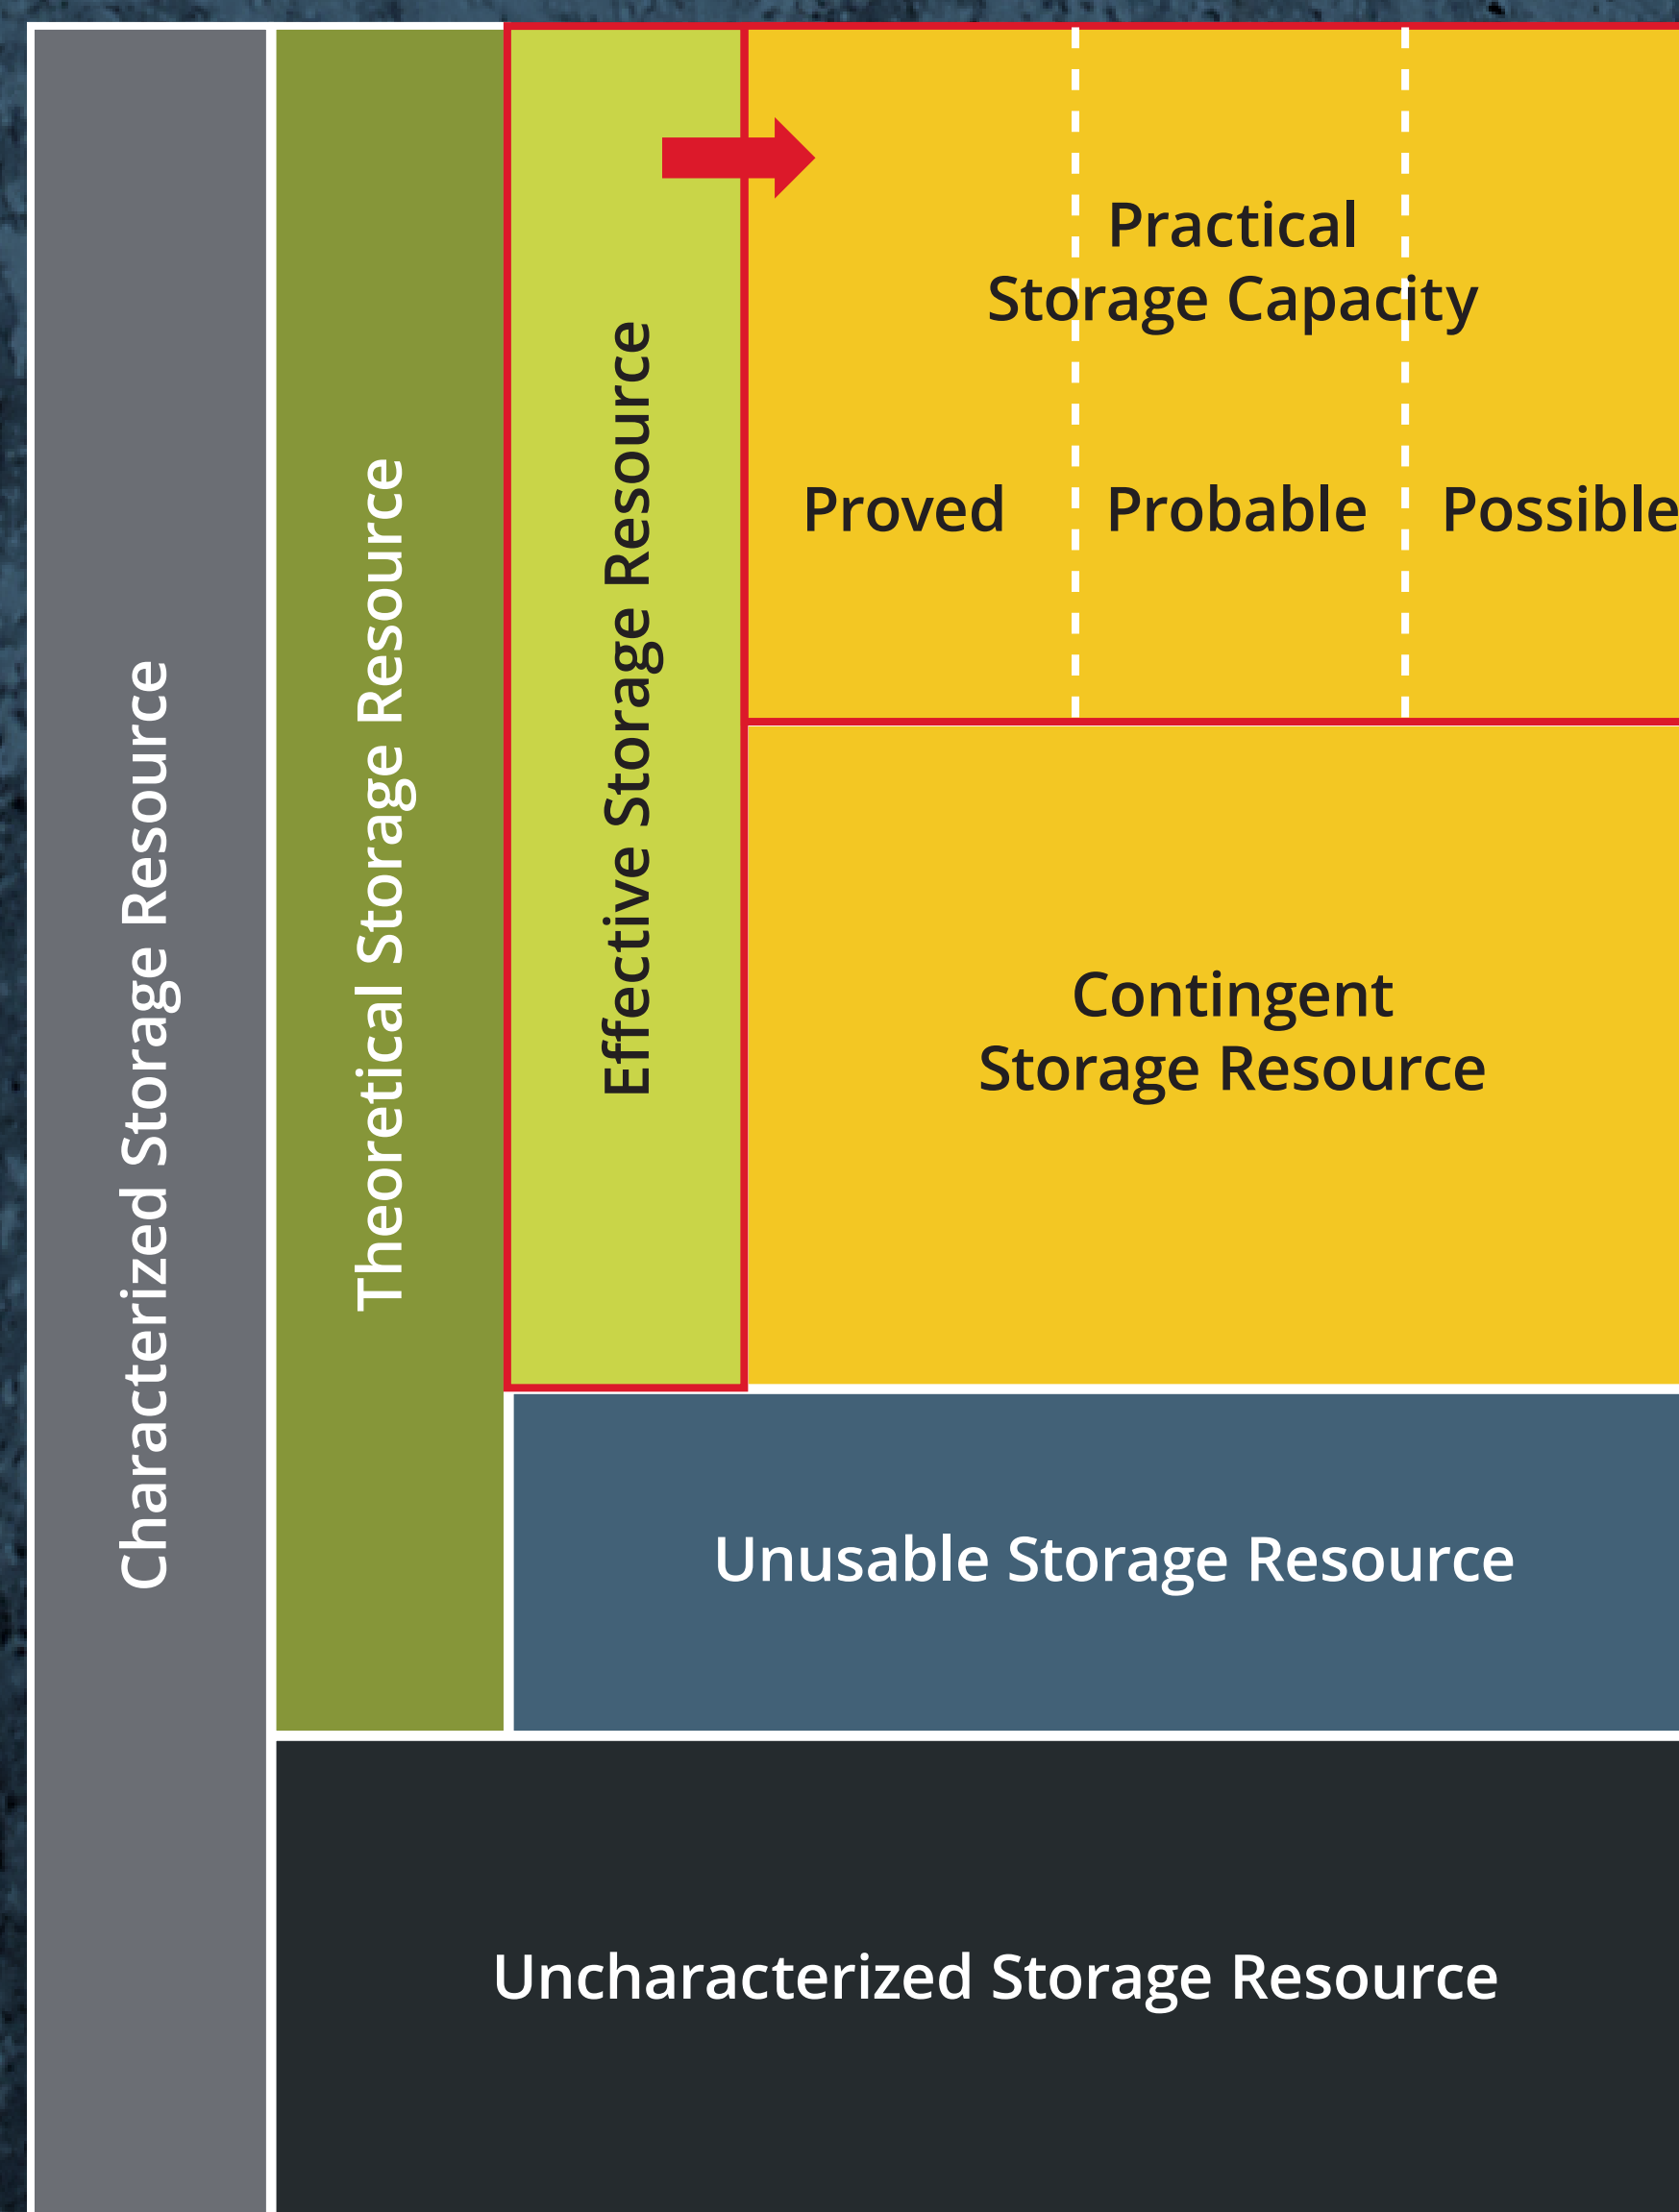 Characterized Storage Resource
Theoretical Storage Resource
Effective Storage Resource
Practical
Storage Capacity
Proved
Probable
Possible
Contingent
Storage Resource
Unusable Storage Resource
Uncharacterized Storage Resource